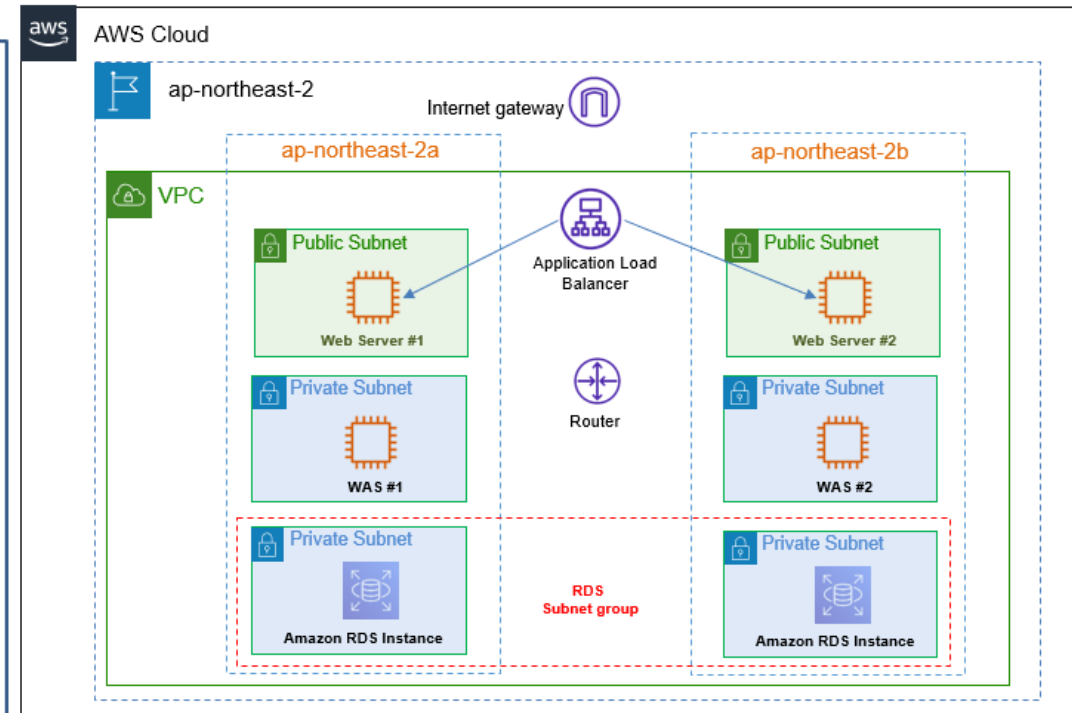 aws
AWS Cloud
ap-northeast-2
Internet gateway
ap-northeast-2a
ap-northeast-2b
VPC
Public Subnet
Web Server #1
Application Load
Balancer
Public Subnet
Web Server #2
Private Subnet
WAS #1
Router
Private Subnet
WAS #2
Private Subnet
Amazon RDS Instance
RDS
Subnet group
Private Subnet
Amazon RDS Instance